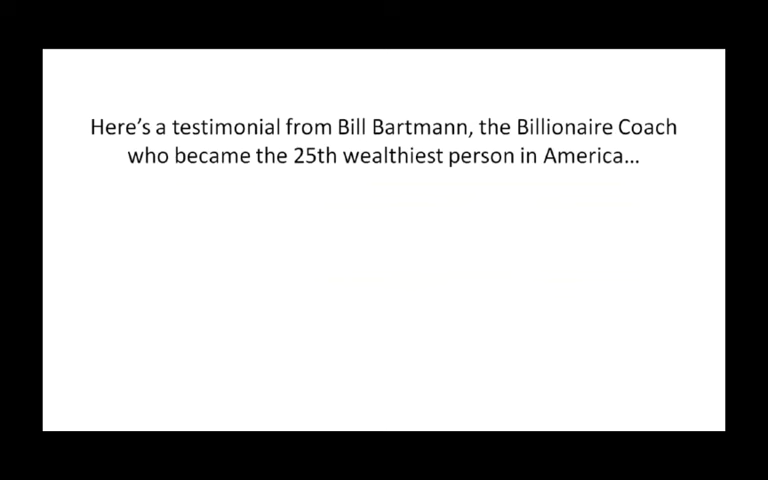 Here’s a testimonial from Bill Bartmann, the Billionaire Coach
who became the 25th wealthiest person in America…